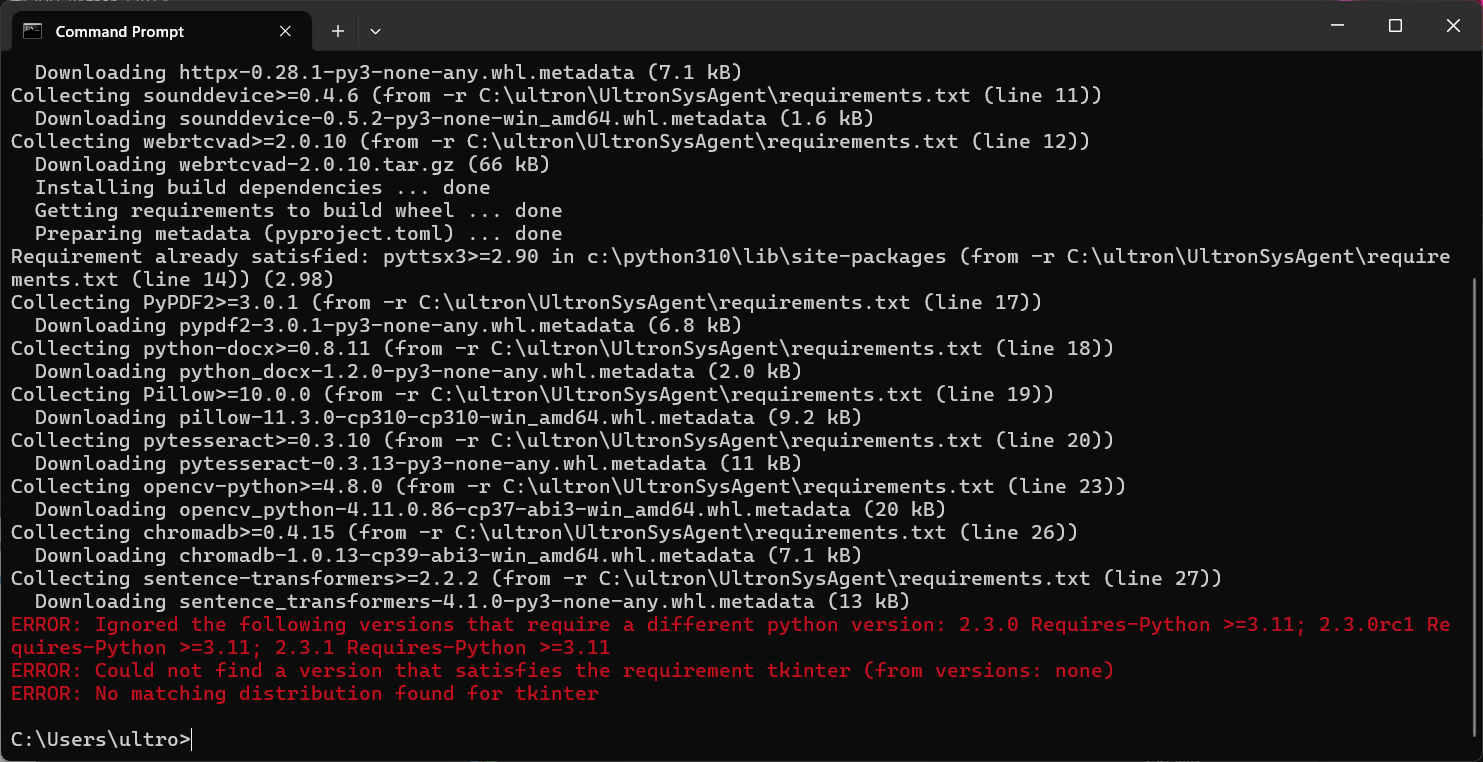 Command Prompt
Downloading httpx-0.28.1-py3-none-any.whl.metadata (7.1 kB)
Collecting sounddevice>=0.4.6 (from -r C:\ultron\UltronSysAgent\requirements.txt (line 11))
Downloading sounddevice-0.5.2-py3-none-win_amd64.whl.metadata (1.6 kB)
Collecting webrtcvad>=2.0.10 (from -r C:\ultron\UltronSysAgent\requirements.txt (line 12))
Downloading webrtcvad-2.0.10.tar.gz (66 kB)
Installing build dependencies ... done
Getting requirements to build wheel ... done
Preparing metadata (pyproject.toml) ... done
Requirement already satisfied: pyttsx3>=2.90 in c:\python310\lib\site-packages (from -r C:\ultron\UltronSysAgent\require
ments.txt (line 14)) (2.98)
Collecting PyPDF2>=3.0.1 (from -r C:\ultron\UltronSysAgent\requirements.txt (line 17))
Downloading pypdf2-3.0.1-py3-none-any.whl.metadata (6.8 kB)
Collecting python-docx>=0.8.11 (from -r C:\ultron\UltronSysAgent\requirements.txt (line 18))
Downloading python_docx-1.2.0-py3-none-any.whl.metadata (2.0 kB)
Collecting Pillow>=10.0.0 (from -r C:\ultron\UltronSysAgent\requirements.txt (line 19))
Downloading pillow-11.3.0-cp310-cp310-win_amd64.whl.metadata (9.2 kB)
Collecting pytesseract>=0.3.10 (from -r C:\ultron\UltronSysAgent\requirements.txt (line 20))
Downloading pytesseract-0.3.13-py3-none-any.whl.metadata (11 kB)
Collecting opencv-python>=4.8.0 (from -r C:\ultron\UltronSysAgent\requirements.txt (line 23))
Downloading opencv_python-4.11.0.86-cp37-abi3-win_amd64.whl.metadata (20 kB)
Collecting chromadb>=0.4.15 (from -r C:\ultron\UltronSysAgent\requirements.txt (line 26))
Downloading chromadb-1.0.13-cp39-abi3-win_amd64.whl.metadata (7.1 kB)
Collecting sentence-transformers>=2.2.2 (from -r C:\ultron\UltronSysAgent\requirements.txt (line 27))
Downloading sentence_transformers-4.1.0-py3-none-any.whl.metadata (13 kB)
ERROR: Ignored the following versions that require a different python version: 2.3.0 Requires-Python >=3.11; 2.3.0rc1 Re
quires-Python >=3.11; 2.3.1 Requires-Python >=3.11
ERROR: Could not find a version that satisfies the requirement tkinter (from versions: none)
ERROR: No matching distribution found for tkinter
C:\Users\ultro>